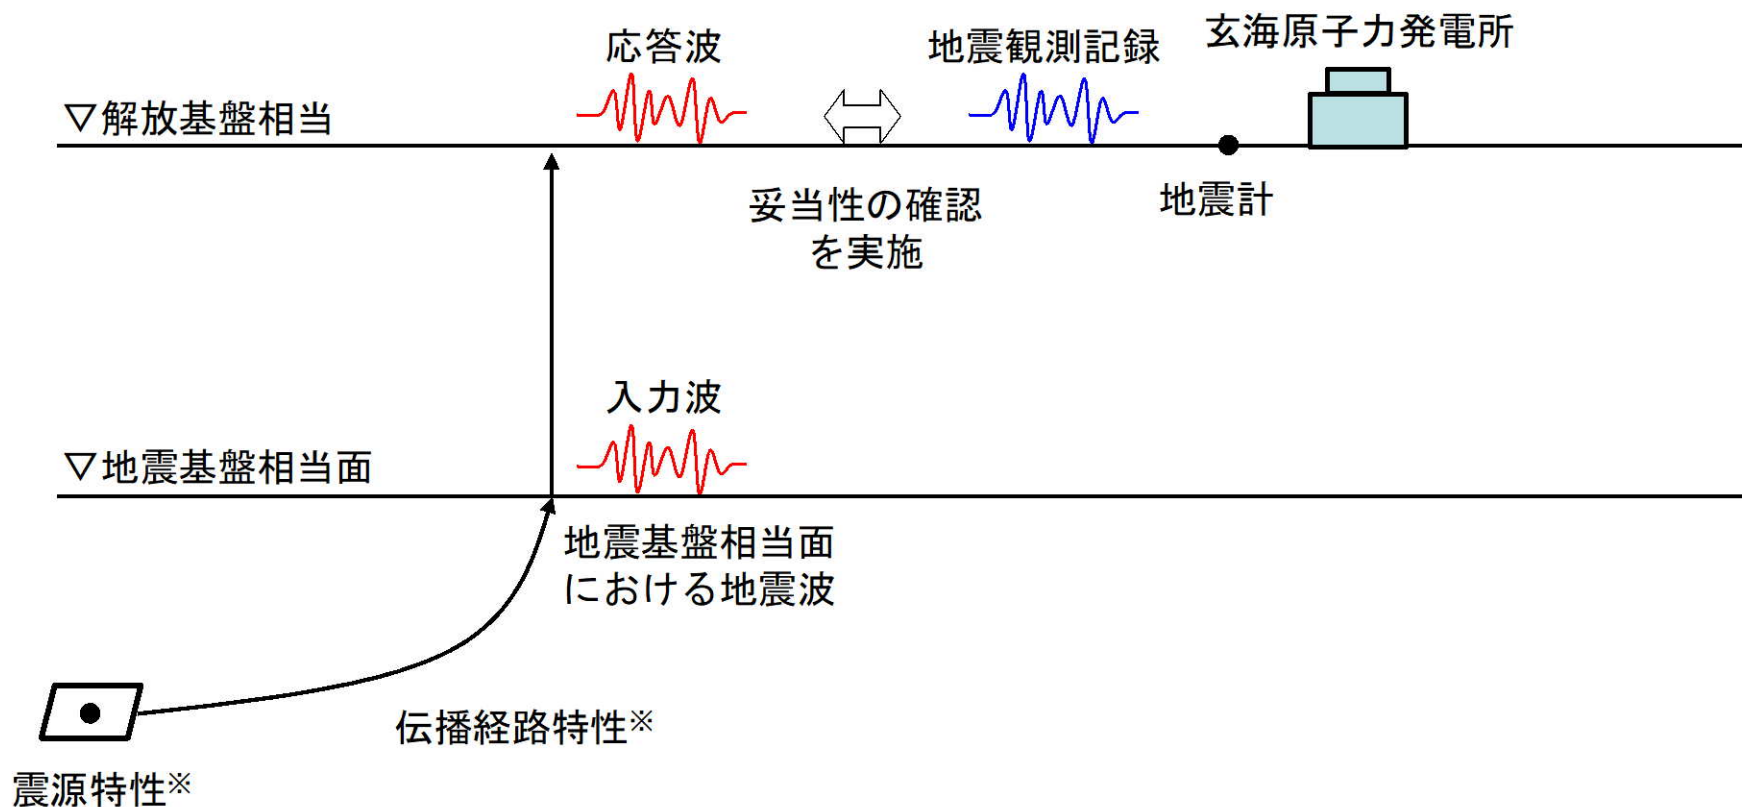 応答波
地震観測記録
玄海原子力発電所
▽解放基盤相当
妥当性の確認
を実施
地震計
入力波
▽地震基盤相当面
地震基盤相当面
における地震波
伝播経路特性※
震源特性※